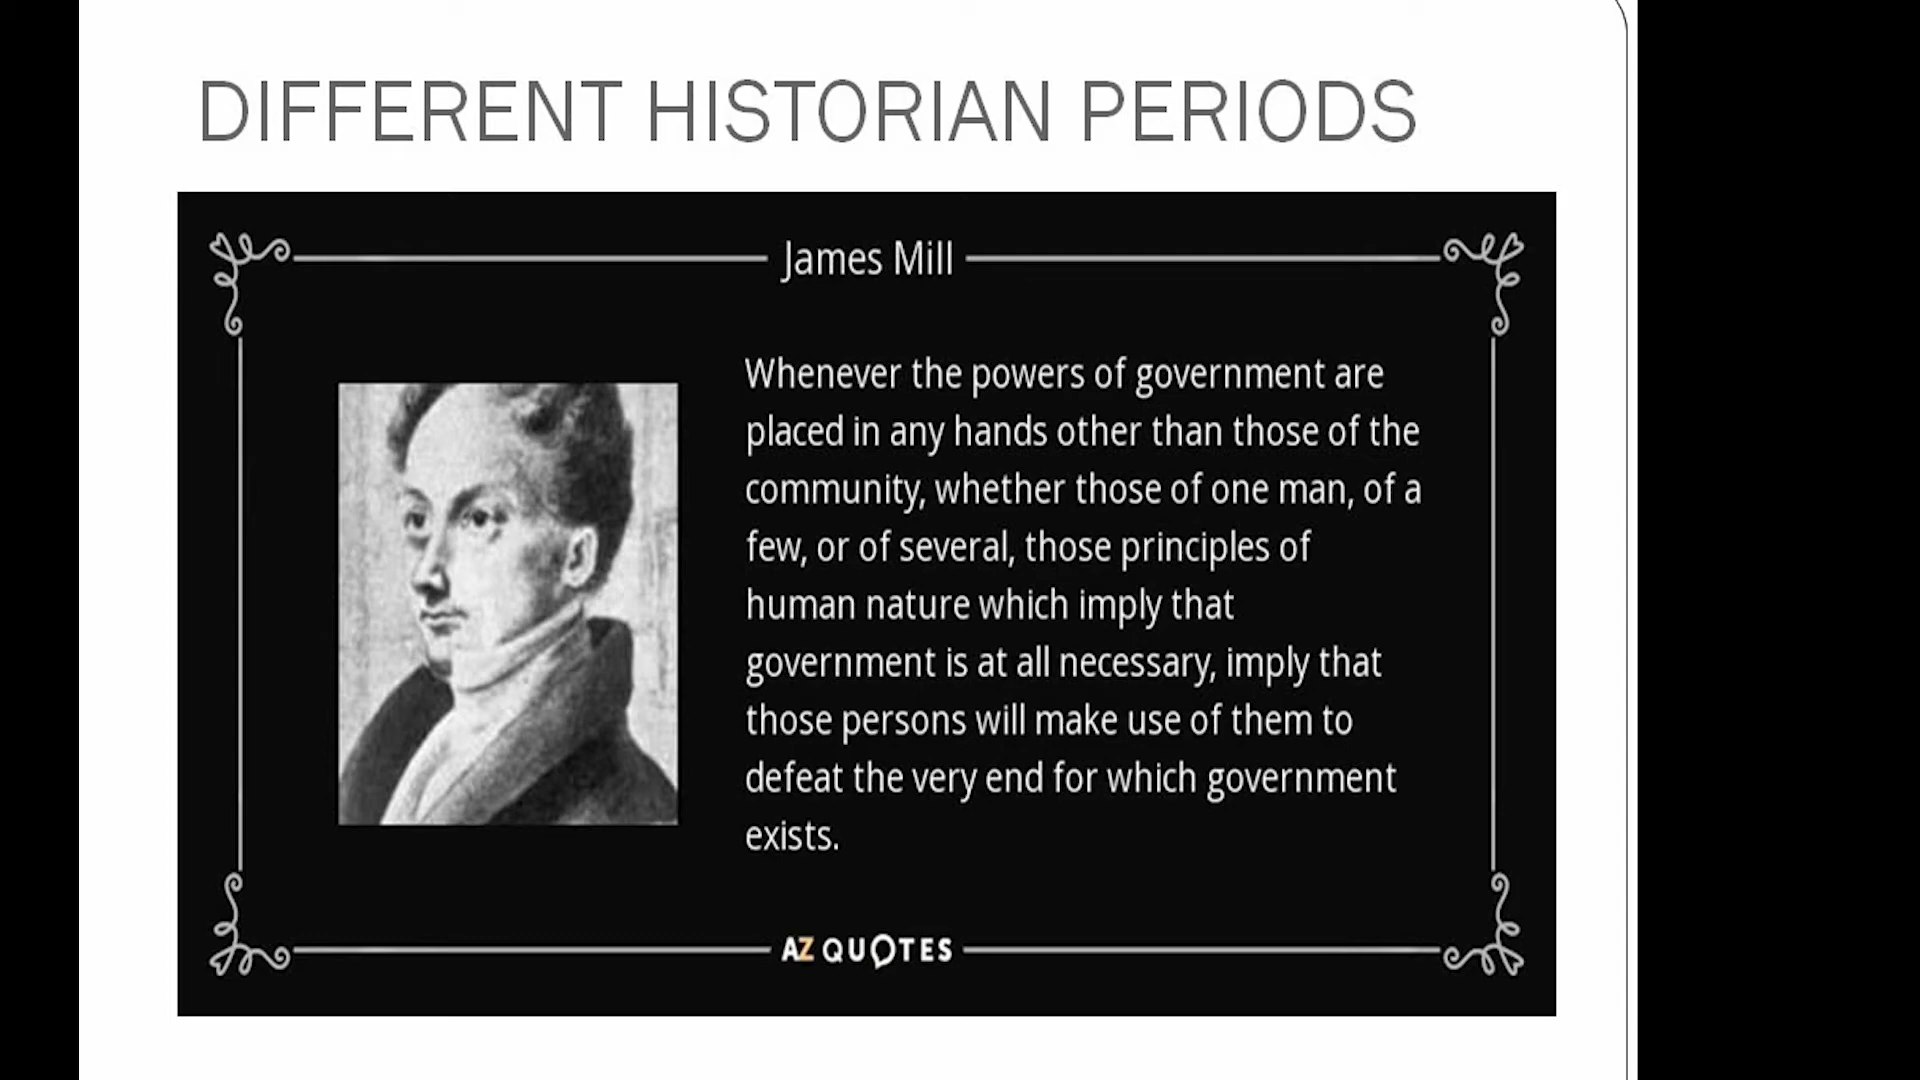 DIFFERENT HISTORIAN PERIODS
James Mill
Whenever the powers of government are
placed in any hands other than those of the
community, whether those of one man, of a
few, or of several, those principles of
human nature which imply that
government is at all necessary, imply that
those persons will make use of them to
defeat the very end for which government
exists.
AZ QUOTES